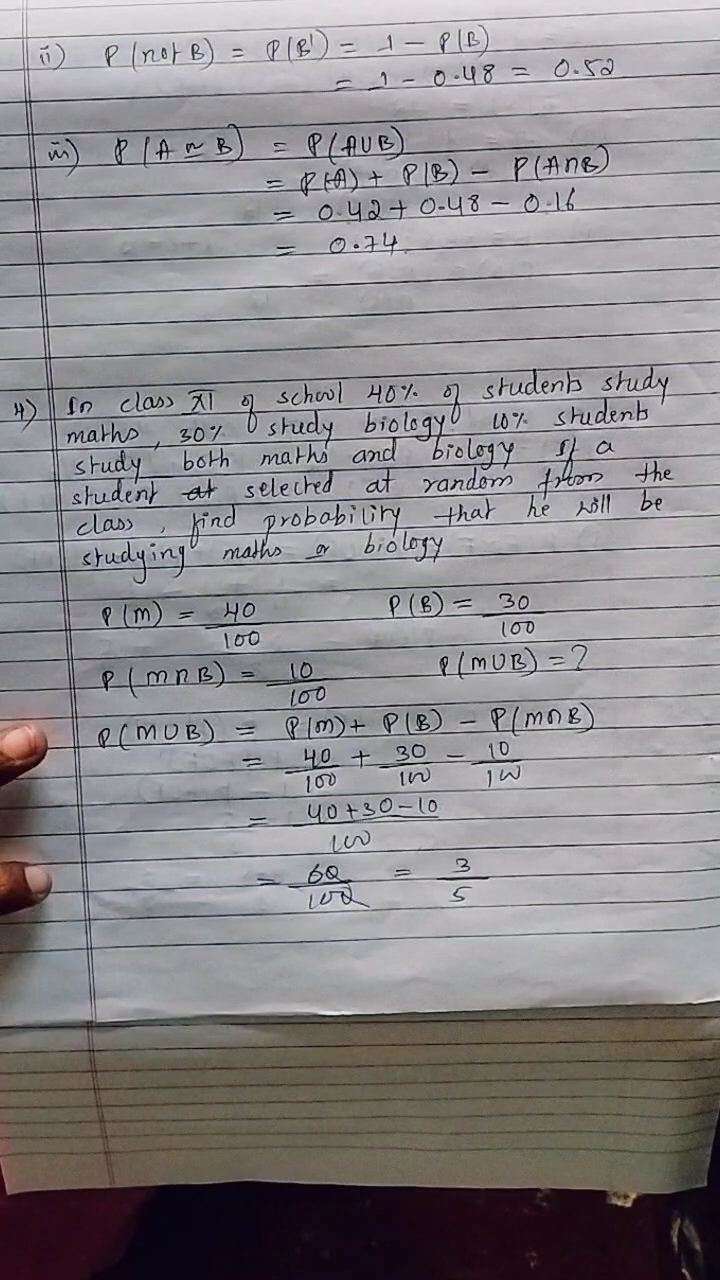 ii) P(not B) = P(B') = 1 - P(B)
= 1 - 0.48 = 0.52
iii) P(A or B) = P(A∪B)
= P(A) + P(B) - P(A∩B)
= 0.42 + 0.48 - 0.16
= 0.74
4) In class XI of school 40% of students study
maths, 30% study biology 10% students
study both maths and biology If a
student at selected at random from the
class, find probability that he will be
studying maths or biology
P(m) = 40/100 P(B) = 30/100
P(m∩B) = 10/100 P(m∪B) = ?
P(M∪B) = P(m) + P(B) - P(m∩B)
= 40/100 + 30/100 - 10/100
= 40+30-10/100
= 60/100 = 3/5